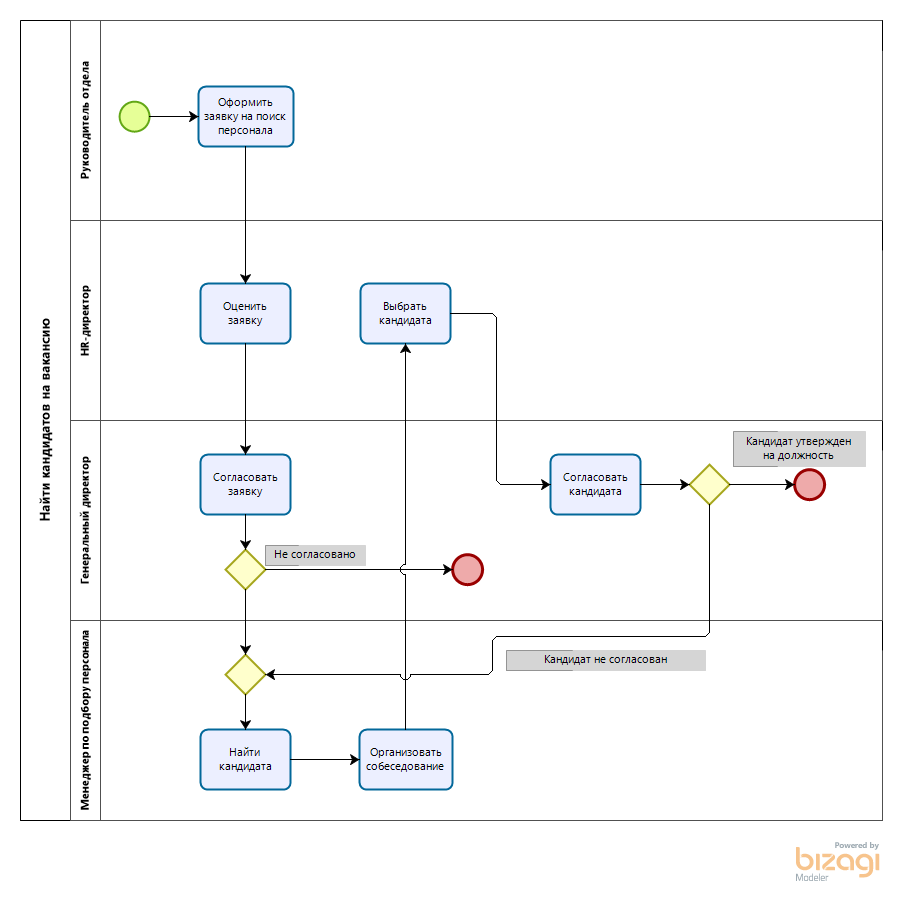 Найти кандидатов на вакансию
Руководитель отдела
Оформить
заявку на поиск
персонала
HR-директор
Оценить
заявку
Выбрать
кандидата
Генеральный директор
Согласовать
заявку
Не согласовано
Согласовать
кандидата
Кандидат утвержден
на должность
Менеджер по подбору персонала
Кандидат не согласован
Найти
кандидата
Организовать
собеседование
Powered by
bizagi
Modeler